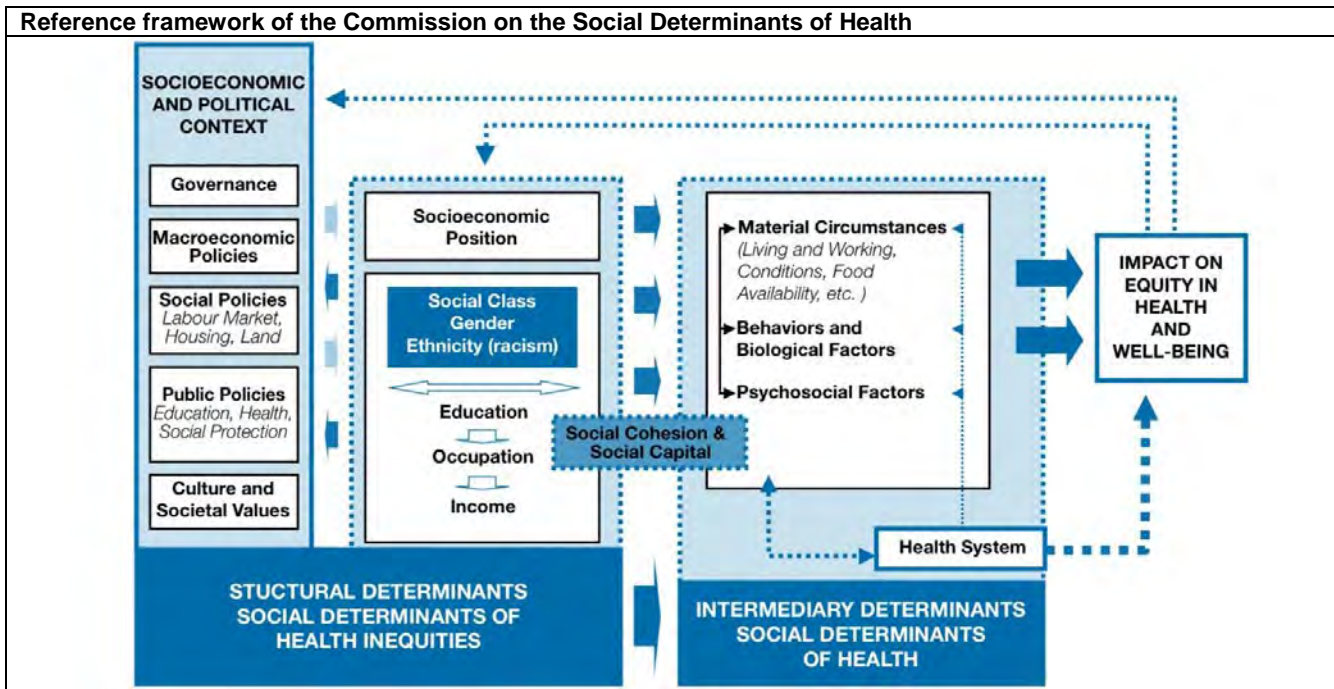 Reference framework of the Commission on the Social Determinants of Health
SOCIOECONOMIC
AND POLITICAL
CONTEXT
Governance
Macroeconomic
Policies
Social Policies
Labour Market,
Housing, Land
Public Policies
Education, Health,
Social Protection
Culture and
Societal Values
Socioeconomic
Position
Social Class
Gender
Ethnicity (racism)
Education
Occupation
Income
Social Cohesion &
Social Capital
Material Circumstances
(Living and Working,
Conditions, Food
Availability, etc. )
Behaviors and
Biological Factors
Psychosocial Factors
Health System
IMPACT ON
EQUITY IN
HEALTH
AND
WELL-BEING
STUCTURAL DETERMINANTS
SOCIAL DETERMINANTS OF
HEALTH INEQUITIES
INTERMEDIARY DETERMINANTS
SOCIAL DETERMINANTS
OF HEALTH